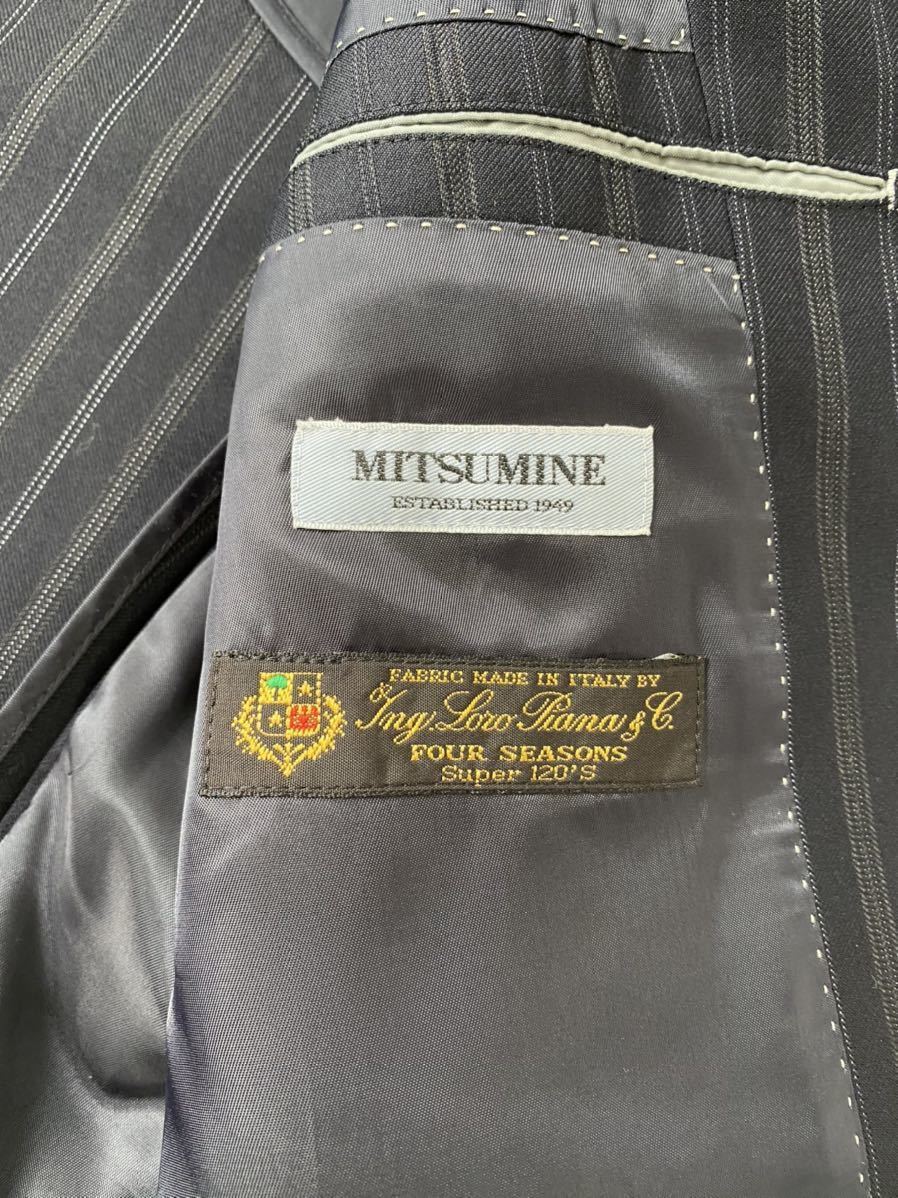 MITSUMINE
ESTABLISHED 1949
FABRIC MADE IN ITALY BY
Ing. Loro Piana & C.
FOUR SEASONS
Super 120'S